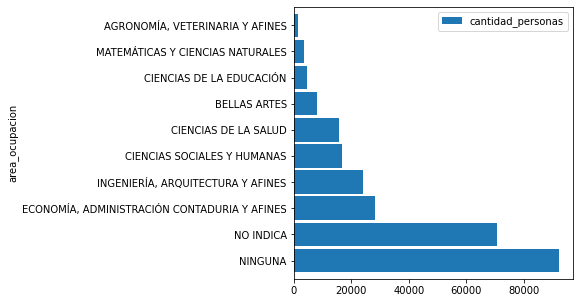 cantidad_personas
AGRONOMÍA, VETERINARIA Y AFINES
MATEMÁTICAS Y CIENCIAS NATURALES
CIENCIAS DE LA EDUCACIÓN
BELLAS ARTES
CIENCIAS DE LA SALUD
CIENCIAS SOCIALES Y HUMANAS
INGENIERÍA, ARQUITECTURA Y AFINES
ECONOMÍA, ADMINISTRACIÓN CONTADURIA Y AFINES
NO INDICA
NINGUNA
area_ocupacion
0 20000 40000 60000 80000